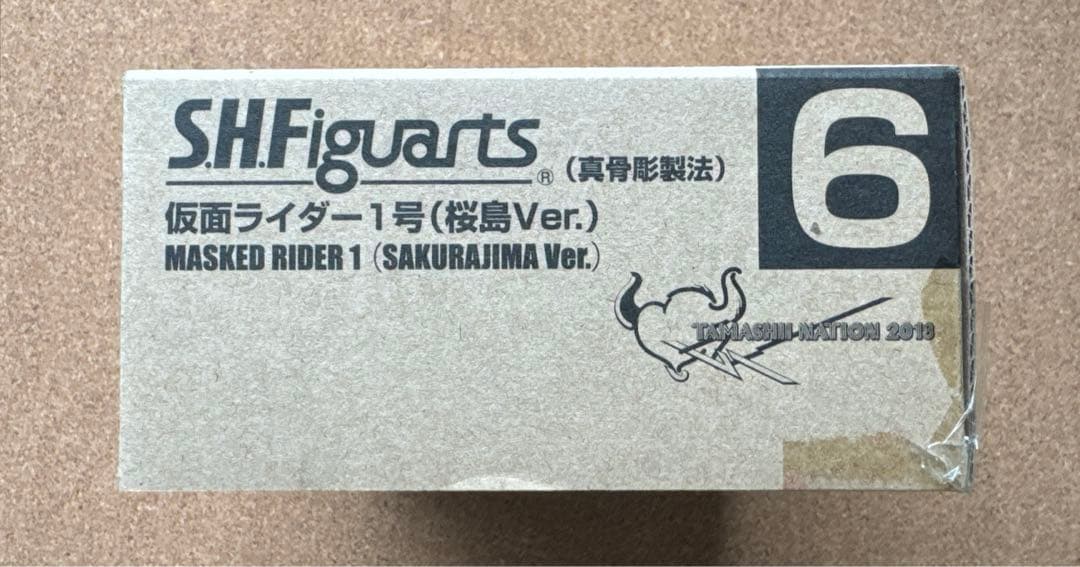 S.H.Figuarts® (真骨彫製法)
仮面ライダー1号(桜島Ver.)
MASKED RIDER 1 (SAKURAJIMA Ver.)
6
TAMASHII NATION 2018